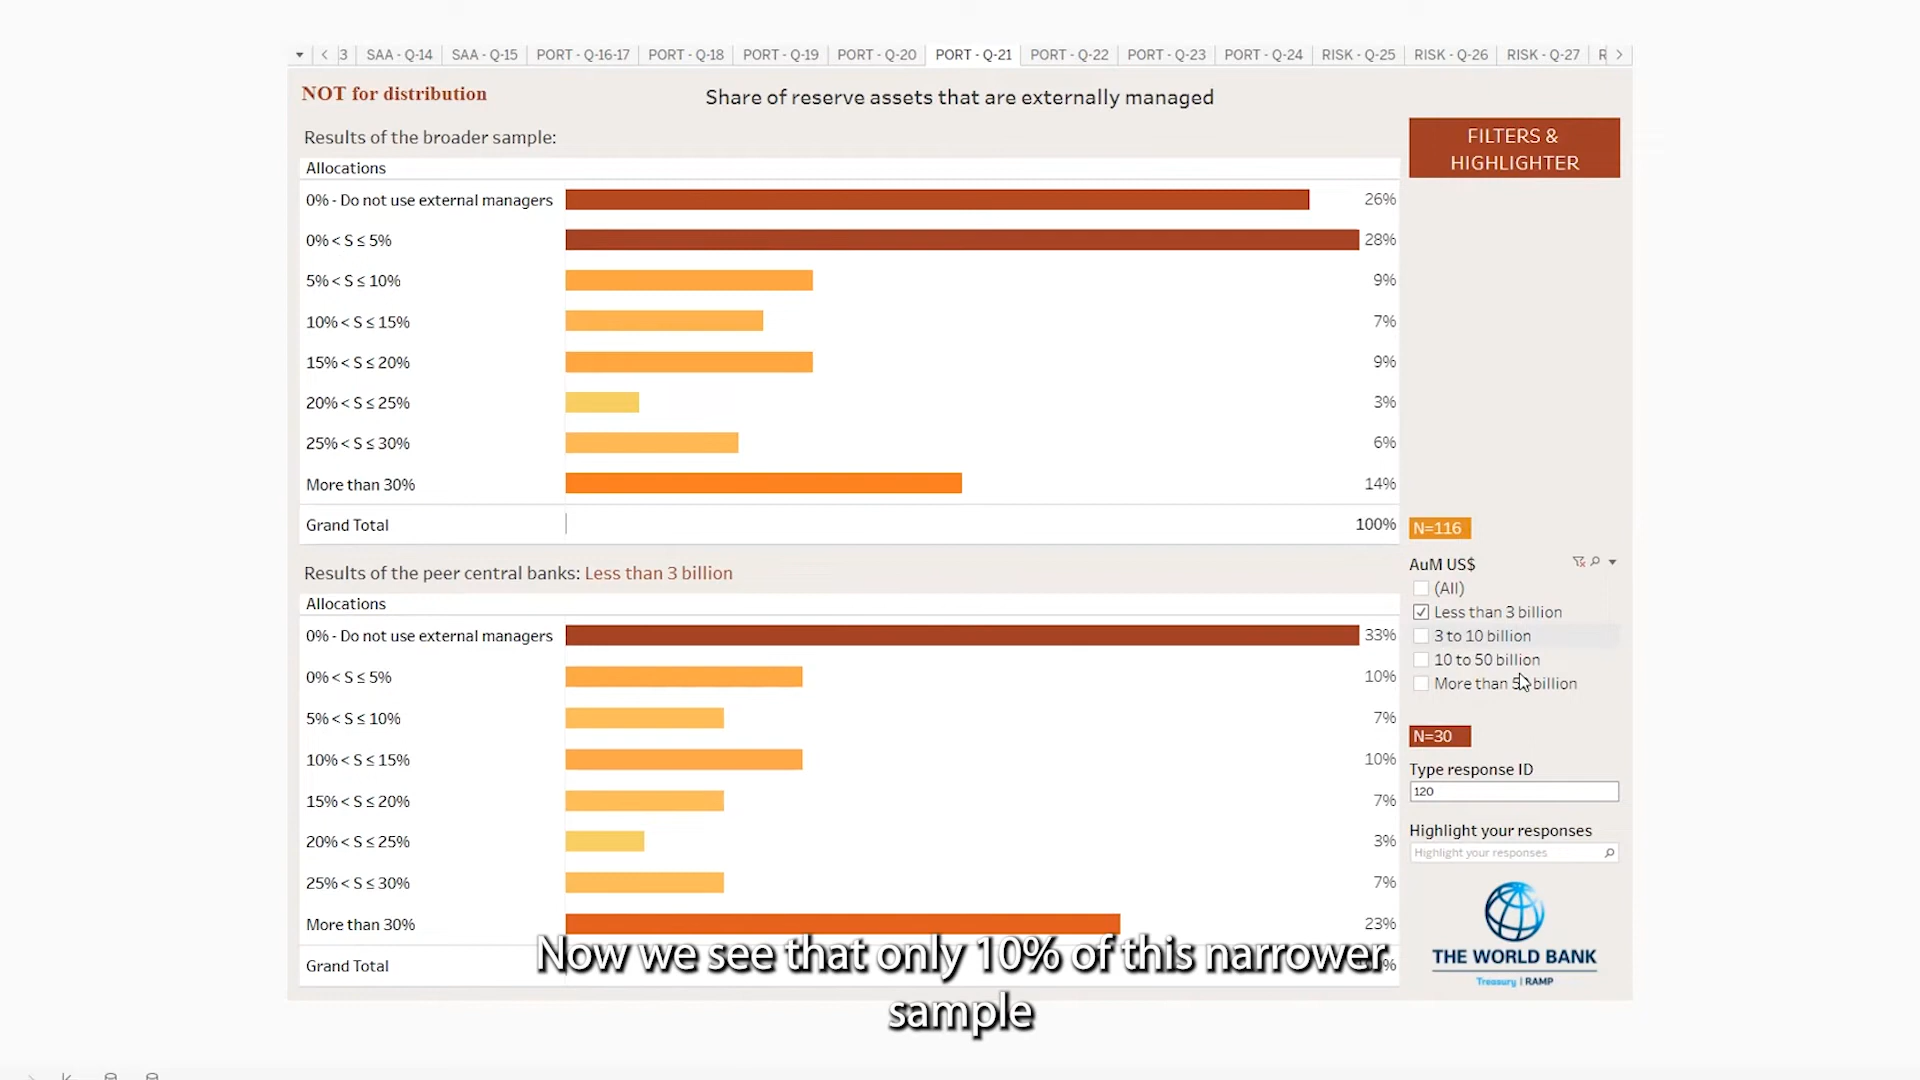 3
SAA - Q-14
SAA - Q-15
PORT - Q-16-17
PORT - Q-18
PORT - Q-19
PORT - Q-20
PORT - Q-21
PORT - Q-22
PORT - Q-23
PORT - Q-24
RISK - Q-25
RISK - Q-26
RISK - Q-27
NOT for distribution
Share of reserve assets that are externally managed
Results of the broader sample:
FILTERS &
HIGHLIGHTER
Allocations
0% - Do not use external managers 26%
0% < S ≤ 5% 28%
5% < S ≤ 10% 9%
10% < S ≤ 15% 7%
15% < S ≤ 20% 9%
20% < S ≤ 25% 3%
25% < S ≤ 30% 6%
More than 30% 14%
Grand Total 100%
N=116
AuM US$
(All)
Less than 3 billion
3 to 10 billion
10 to 50 billion
More than billion
N=30
Type response ID
120
Highlight your responses
Highlight your responses
THE WORLD BANK
Treasury | RAMP
Results of the peer central banks: Less than 3 billion
Allocations
0% - Do not use external managers 33%
0% < S ≤ 5% 10%
5% < S ≤ 10% 7%
10% < S ≤ 15% 10%
15% < S ≤ 20% 7%
20% < S ≤ 25% 3%
25% < S ≤ 30% 7%
More than 30% 23%
Grand Total
Now we see that only 10% of this narrower
sample